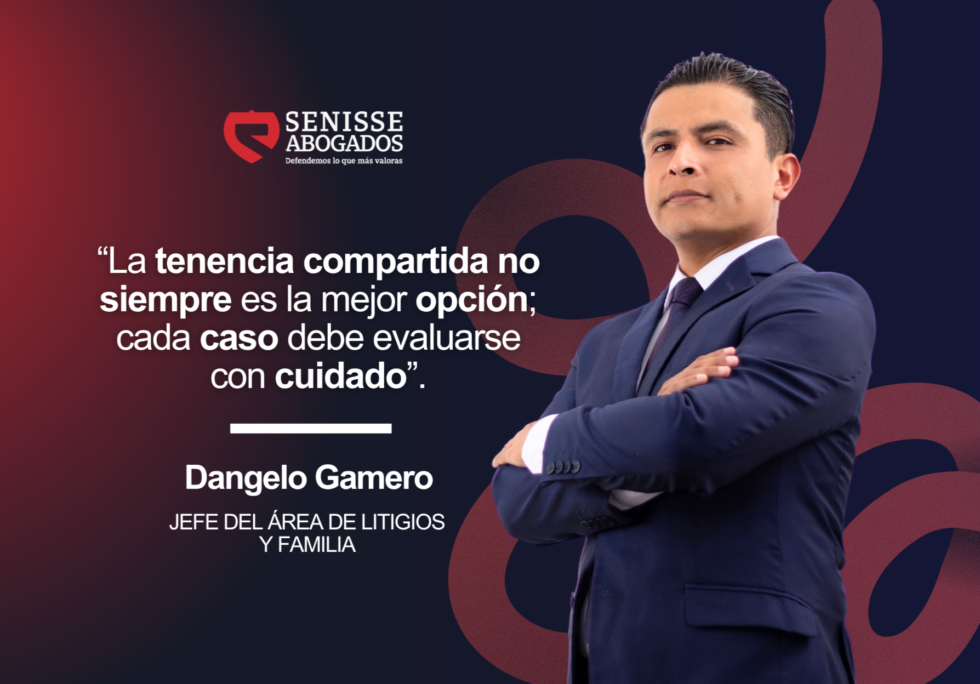 SENISSE
ABOGADOS
Defendemos lo que más valoras
“La tenencia compartida no
siempre es la mejor opción;
cada caso debe evaluarse
con cuidado”.
Dangelo Gamero
JEFE DEL ÁREA DE LITIGIOS
Y FAMILIA